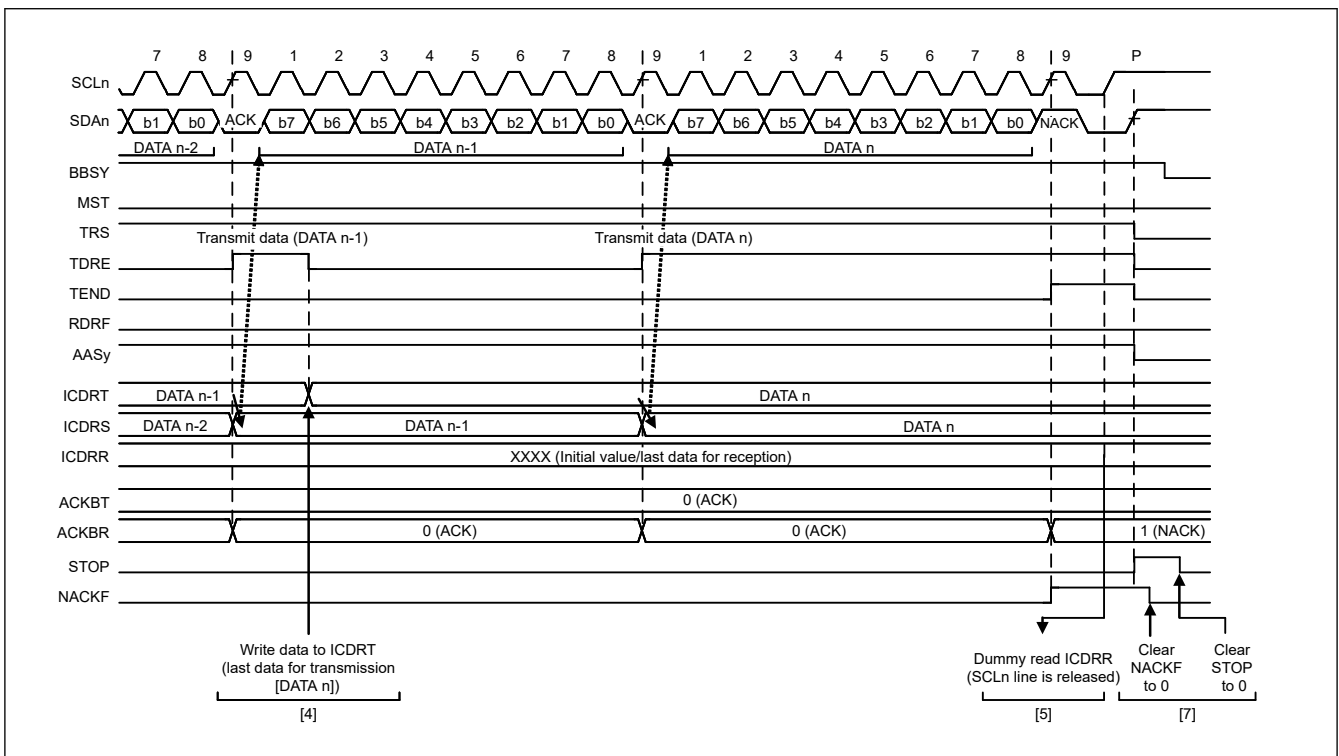 7 8 9 1 2 3 4 5 6 7 8 9 1 2 3 4 5 6 7 8 9 P
SCLn
SDAn b1 b0 ACK b7 b6 b5 b4 b3 b2 b1 b0 ACK b7 b6 b5 b4 b3 b2 b1 b0 NACK
DATA n-2 DATA n-1 DATA n
BBSY
MST
TRS
Transmit data (DATA n-1) Transmit data (DATA n)
TDRE
TEND
RDRF
AASy
ICDRT DATA n-1 DATA n
ICDRS DATA n-2 DATA n-1 DATA n
ICDRR XXXX (Initial value/last data for reception)
ACKBT 0 (ACK)
ACKBR 0 (ACK) 0 (ACK) 1 (NACK)
STOP
NACKF
Write data to ICDRT
(last data for transmission
[DATA n])
[4]
Dummy read ICDRR
(SCLn line is released)
[5]
Clear
NACKF
to 0
Clear
STOP
to 0
[7]